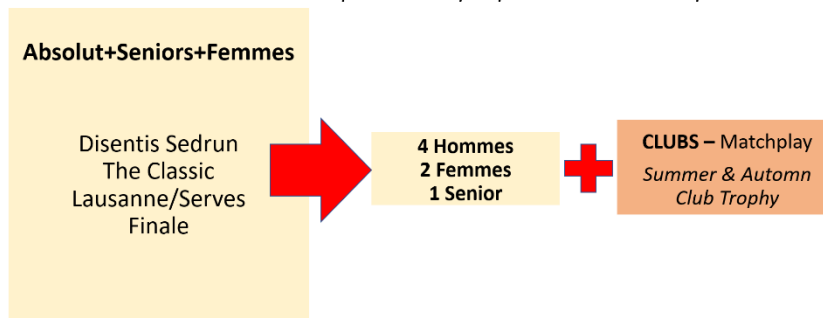 Absolut+Seniors+Femmes
Disentis Sedrun
The Classic
Lausanne/Serves
Finale
4 Hommes
2 Femmes
1 Senior
CLUBS – Matchplay
Summer & Automn
Club Trophy